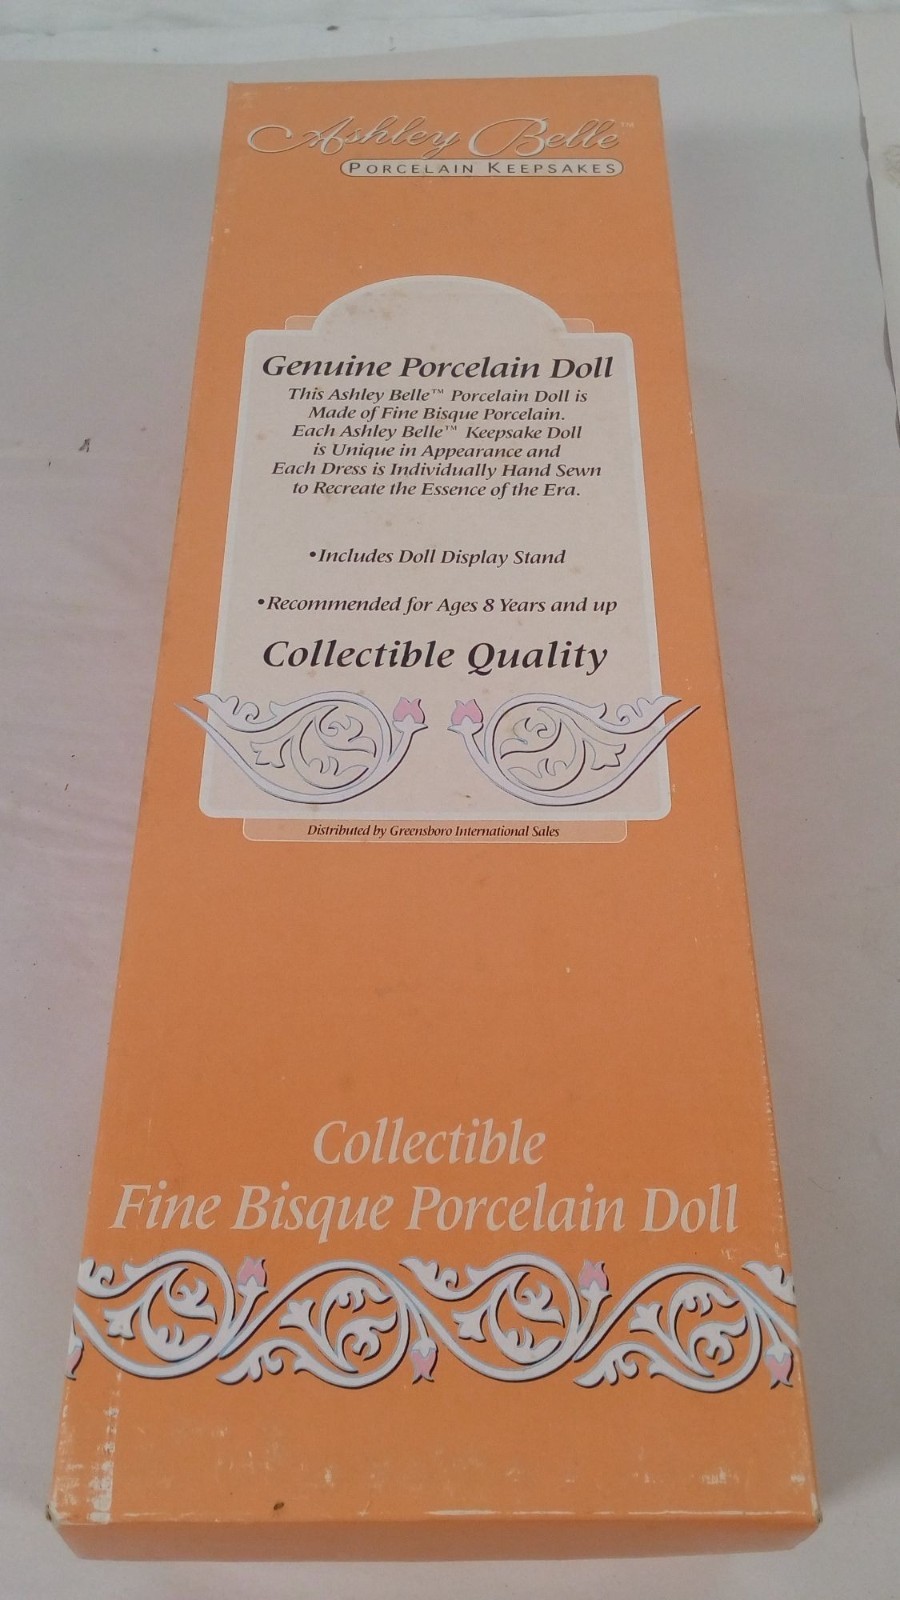 Ashley Belle™
PORCELAIN KEEPSAKES
Genuine Porcelain Doll
This Ashley Belle™ Porcelain Doll is
Made of Fine Bisque Porcelain.
Each Ashley Belle™ Keepsake Doll
is Unique in Appearance and
Each Dress is Individually Hand Sewn
to Recreate the Essence of the Era.
•Includes Doll Display Stand
•Recommended for Ages 8 Years and up
Collectible Quality
Distributed by Greensboro International Sales
Collectible
Fine Bisque Porcelain Doll